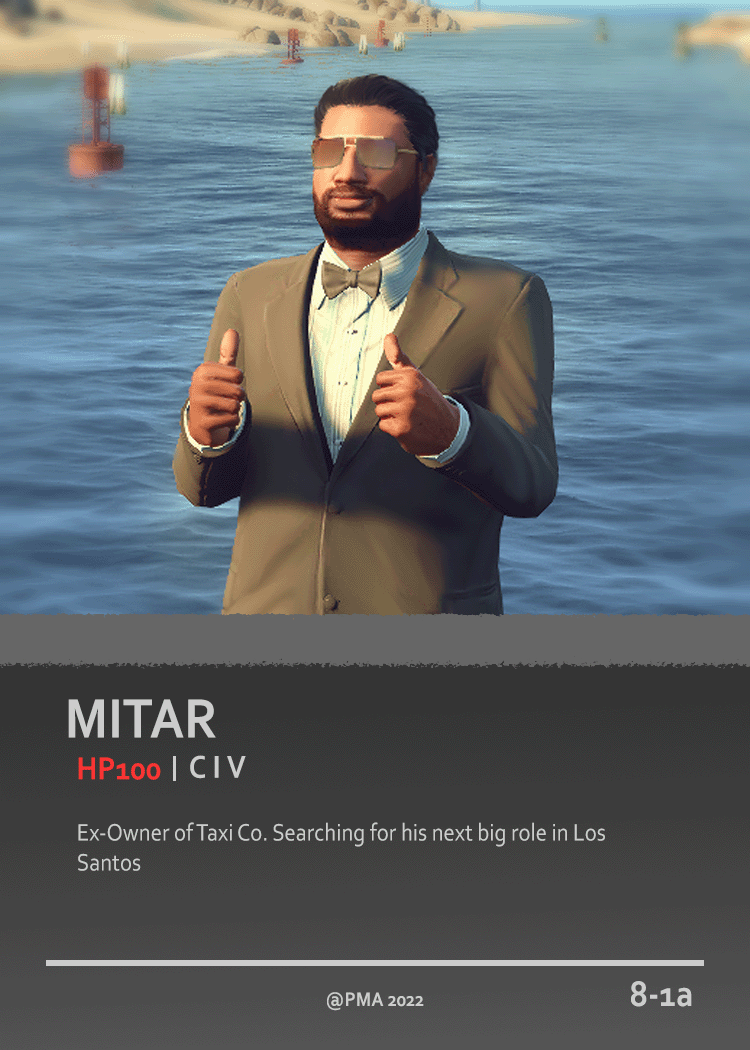 MITAR
HP100 | CIV
Ex-Owner of Taxi Co. Searching for his next big role in Los
Santos
@PMA 2022
8-1a